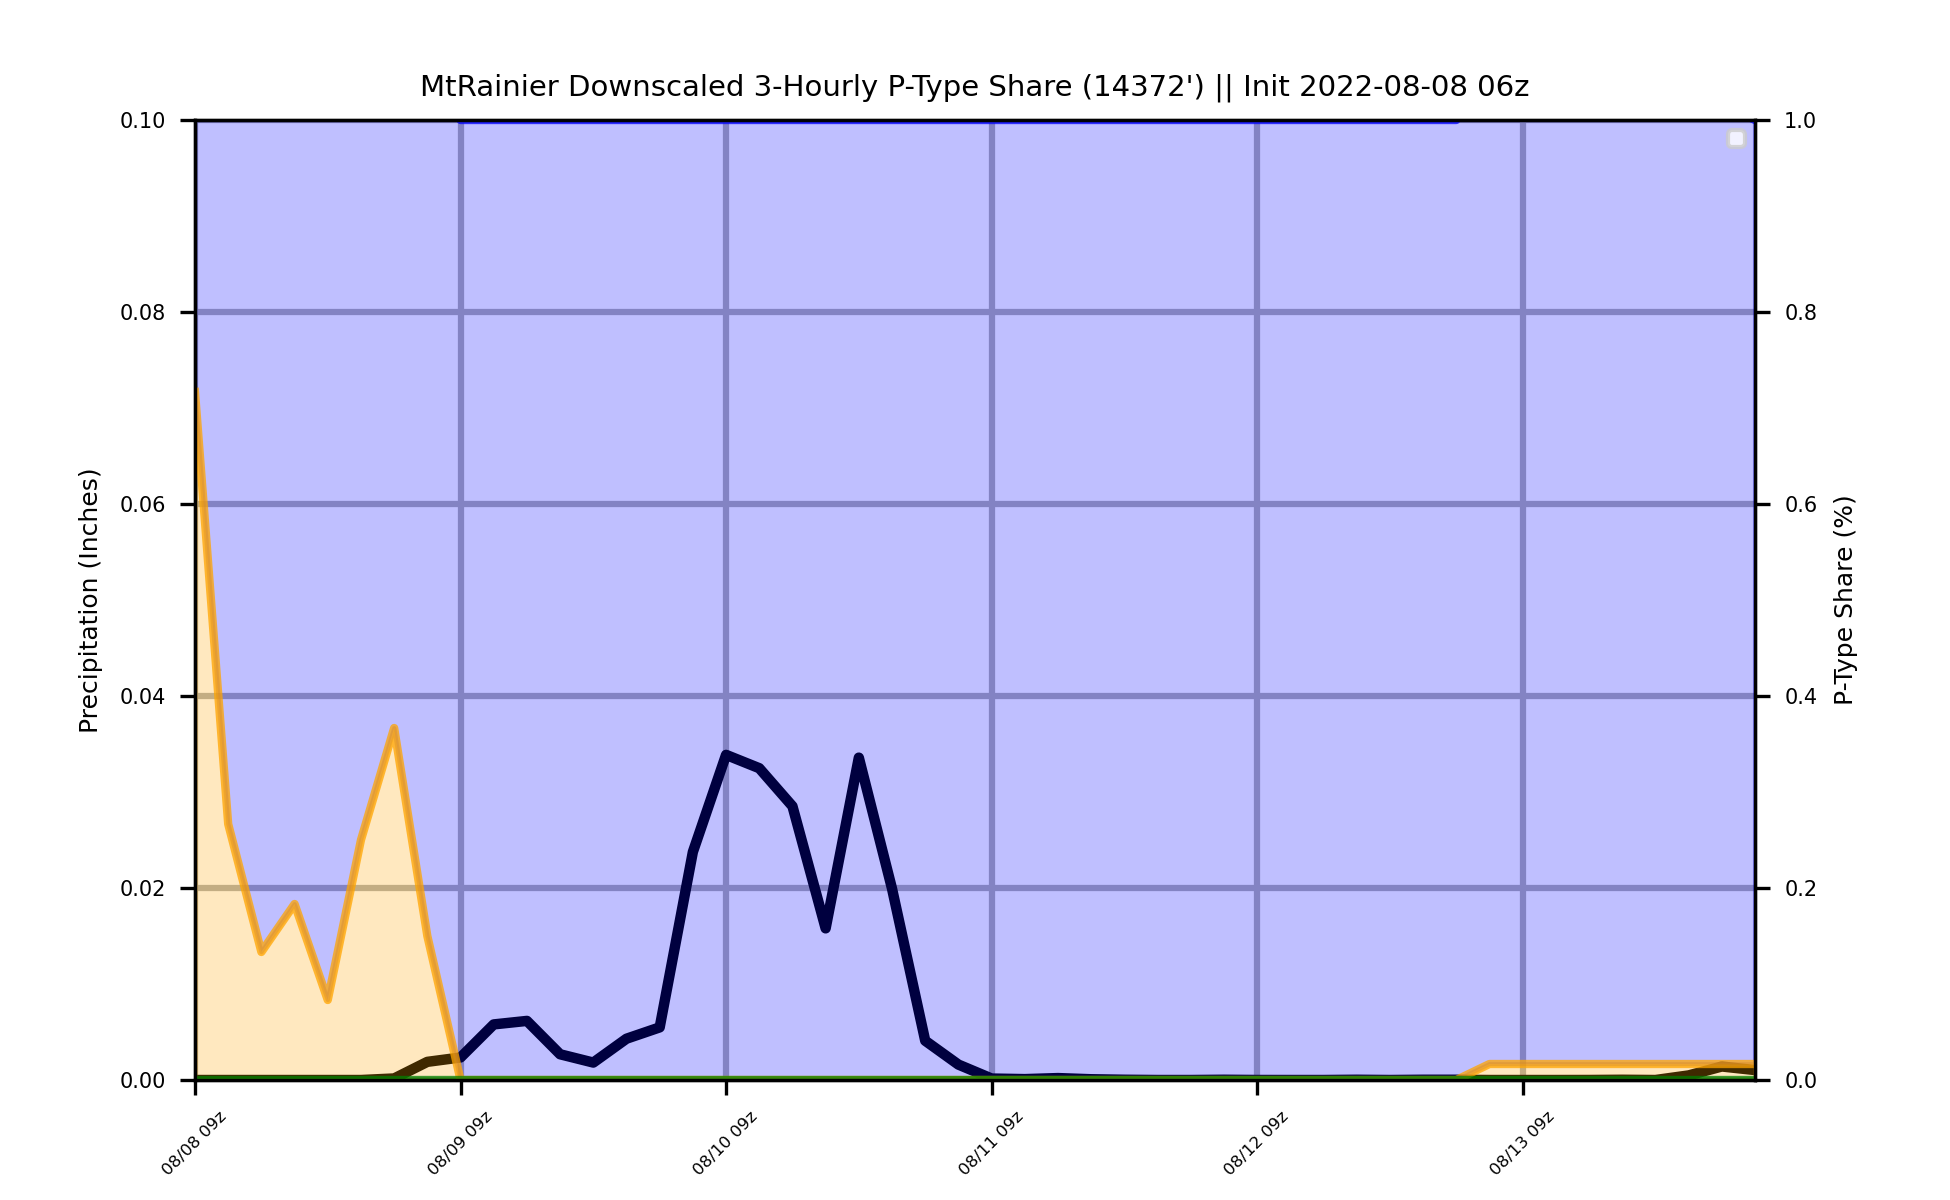 MtRainier Downscaled 3-Hourly P-Type Share (14372') || Init 2022-08-08 06z
Precipitation (Inches)
0.10
0.08
0.06
0.04
0.02
0.00
1.0
0.8
0.6
0.4
0.2
0.0
P-Type Share (%)
08/08 09z
08/09 09z
08/10 09z
08/11 09z
08/12 09z
08/13 09z